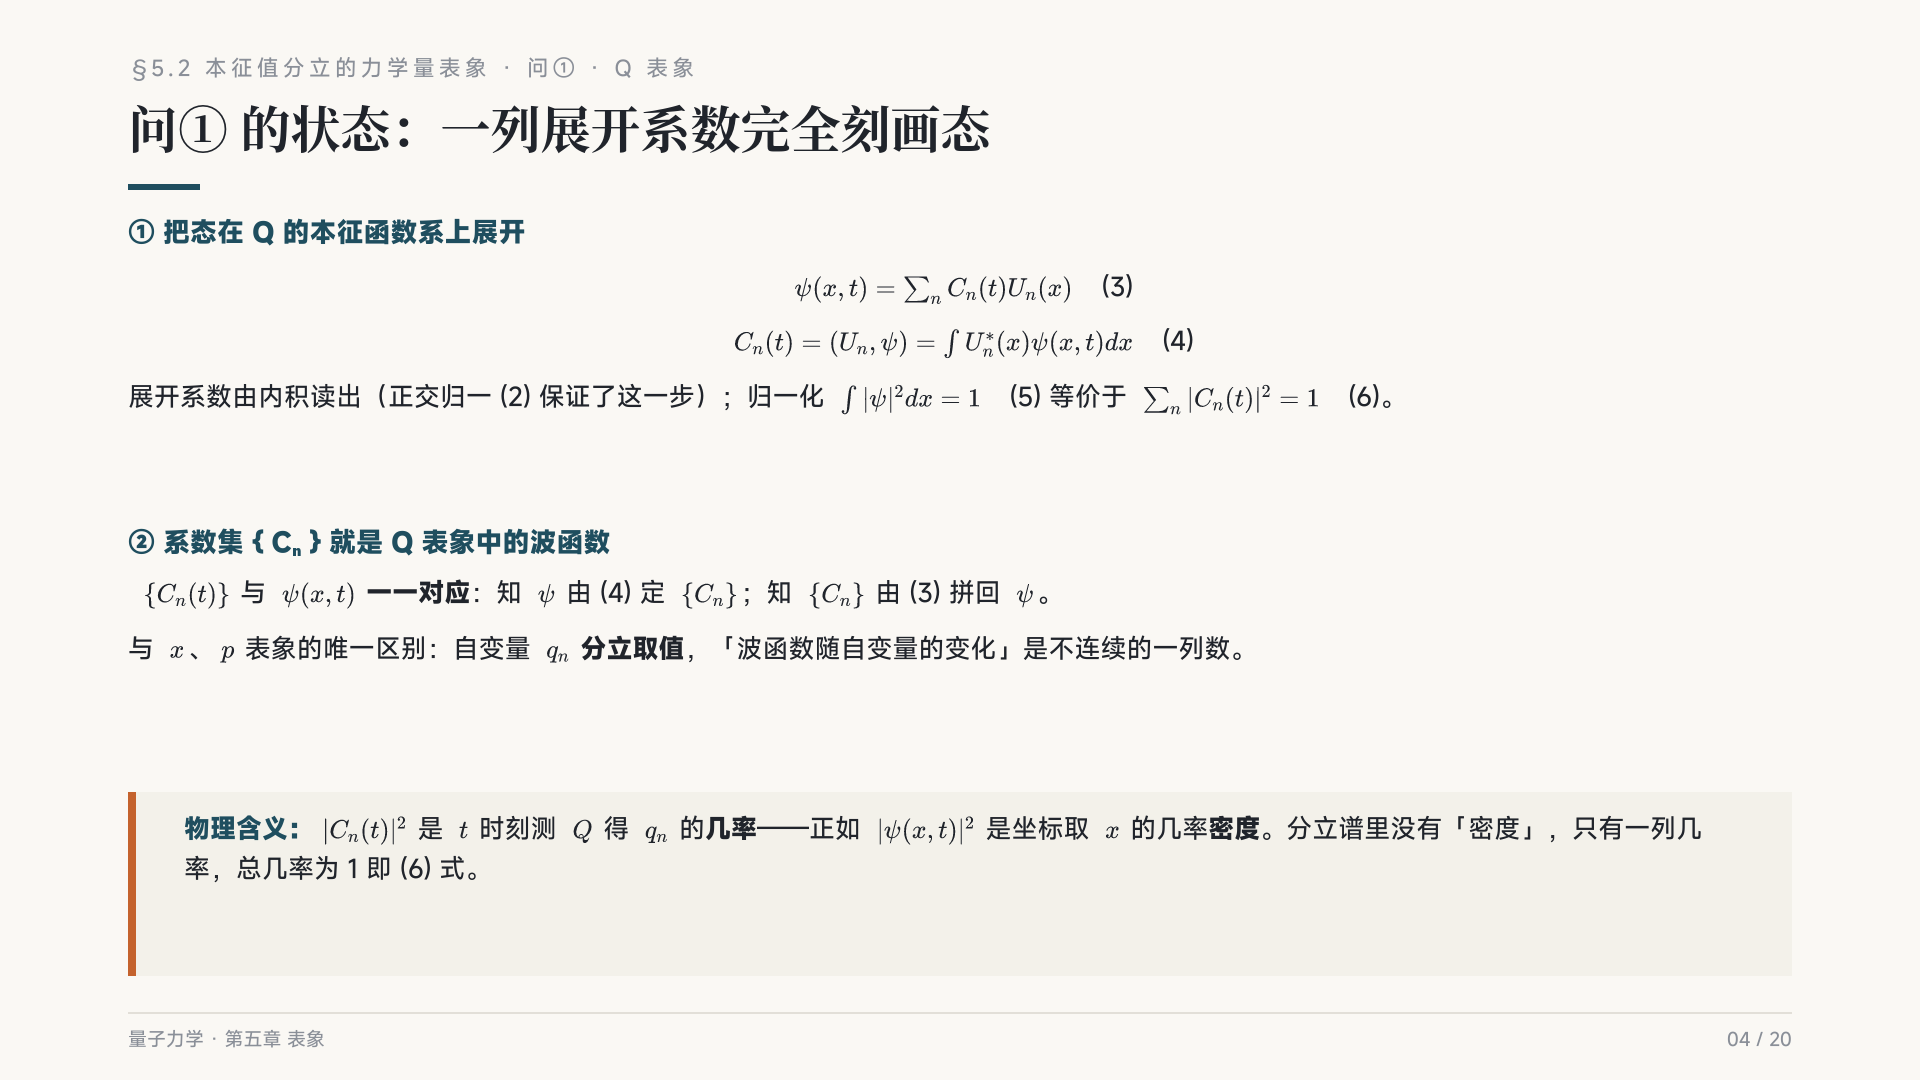 §5.2 本征值分立的力学量表象 · 问① · Q 表象
问① 的状态：一列展开系数完全刻画态
① 把态在 Q 的本征函数系上展开
ψ(x, t) = ∑ₙ Cₙ(t)Uₙ(x) (3)
Cₙ(t) = (Uₙ, ψ) = ∫ Uₙ*(x)ψ(x, t)dx (4)
展开系数由内积读出（正交归一 (2) 保证了这一步）；归一化 ∫ |ψ|²dx = 1 (5) 等价于 ∑ₙ |Cₙ(t)|² = 1 (6)。
② 系数集 { Cₙ } 就是 Q 表象中的波函数
{Cₙ(t)} 与 ψ(x, t) 一一对应：知 ψ 由 (4) 定 {Cₙ}；知 {Cₙ} 由 (3) 拼回 ψ。
与 x、p 表象的唯一区别：自变量 qₙ 分立取值，「波函数随自变量的变化」是不连续的一列数。
物理含义： |Cₙ(t)|² 是 t 时刻测 Q 得 qₙ 的几率——正如 |ψ(x, t)|² 是坐标取 x 的几率密度。分立谱里没有「密度」，只有一列几
率，总几率为 1 即 (6) 式。
量子力学 · 第五章 表象
04 / 20